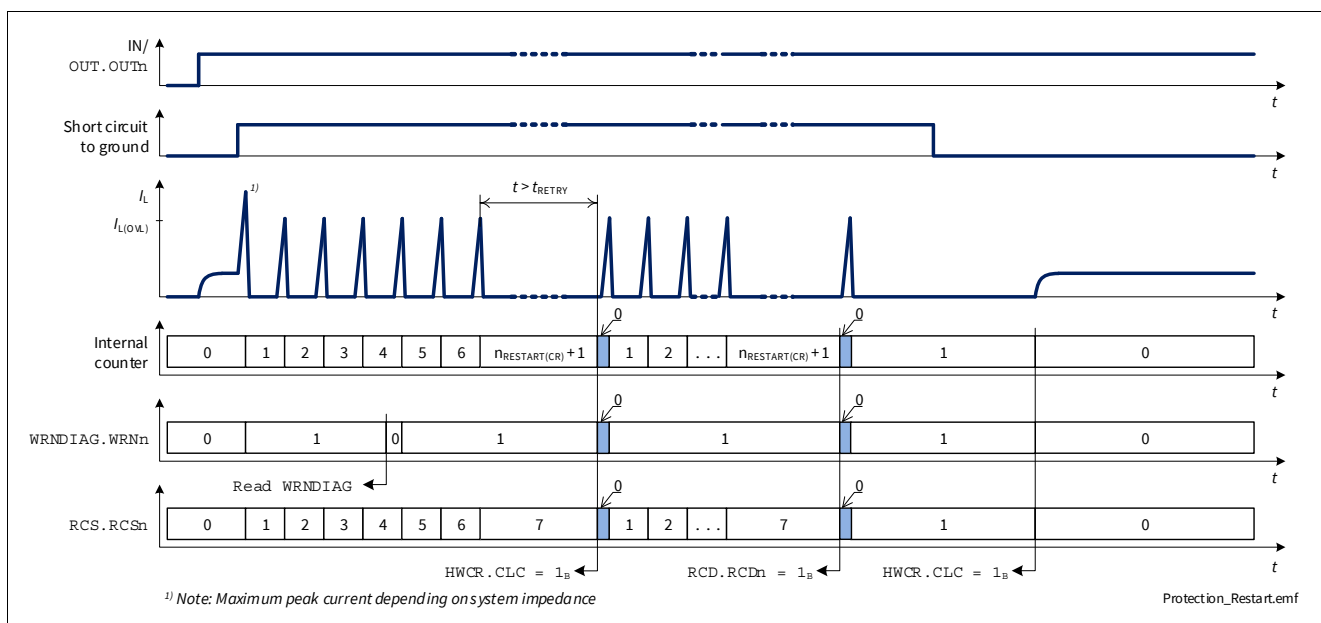 IN/
OUT.OUTn
t
Short circuit
to ground
t
IL
1)
t > tRETRY
IL(OVL)
t
0
0
Internal
counter
0
1
2
3
4
5
6
nRESTART(CR)+1
1
2
...
nRESTART(CR)+1
1
0
t
0
0
WRNDIAG.WRNn
0
1
0
1
1
1
0
t
Read WRNDIAG
0
0
RCS.RCSn
0
1
2
3
4
5
6
7
1
2
...
7
1
0
t
HWCR.CLC = 1B
RCD.RCDn = 1B
HWCR.CLC = 1B
1) Note: Maximum peak current depending on system impedance
Protection_Restart.emf